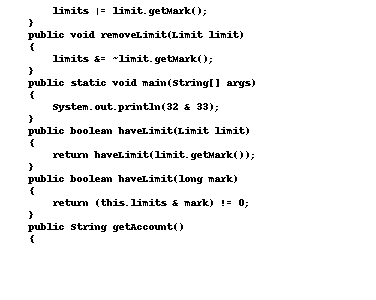 limits |= limit.getMark();
}
public void removeLimit(Limit limit)
{
limits &= ~limit.getMark();
}
public static void main(String[] args)
{
System.out.println(32 & 33);
}
public boolean haveLimit(Limit limit)
{
return haveLimit(limit.getMark());
}
public boolean haveLimit(long mark)
{
return (this.limits & mark) != 0;
}
public String getAccount()
{